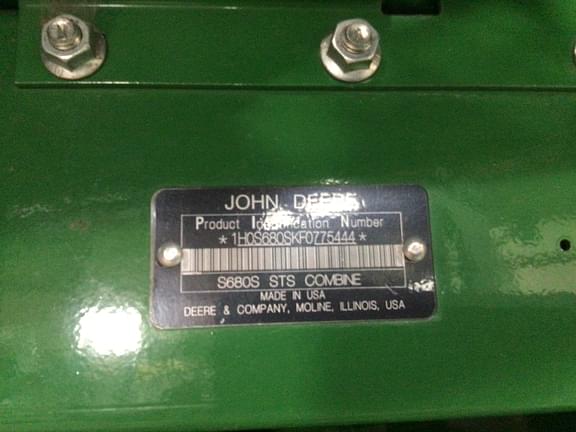 JOHN DEERE
Product Identification Number
*1H0S680SKF0775444*
S680S STS COMBINE
MADE IN USA
DEERE & COMPANY, MOLINE, ILLINOIS, USA